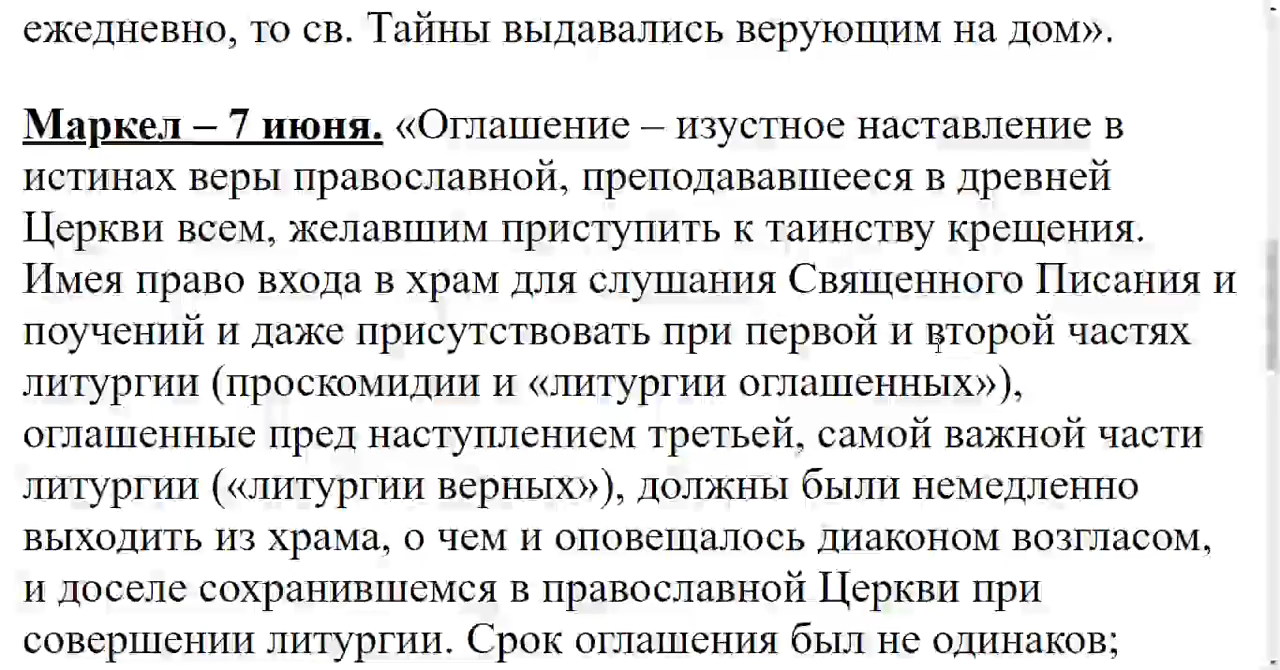 ежедневно, то св. Тайны выдавались верующим на дом».
Маркел – 7 июня. «Оглашение – изустное наставление в
истинах веры православной, преподававшееся в древней
Церкви всем, желавшим приступить к таинству крещения.
Имея право входа в храм для слушания Священного Писания и
поучений и даже присутствовать при первой и второй частях
литургии (проскомидии и «литургии оглашенных»),
оглашенные пред наступлением третьей, самой важной части
литургии («литургии верных»), должны были немедленно
выходить из храма, о чем и оповещалось диаконом возгласом,
и доселе сохранившемся в православной Церкви при
совершении литургии. Срок оглашения был не одинаков;